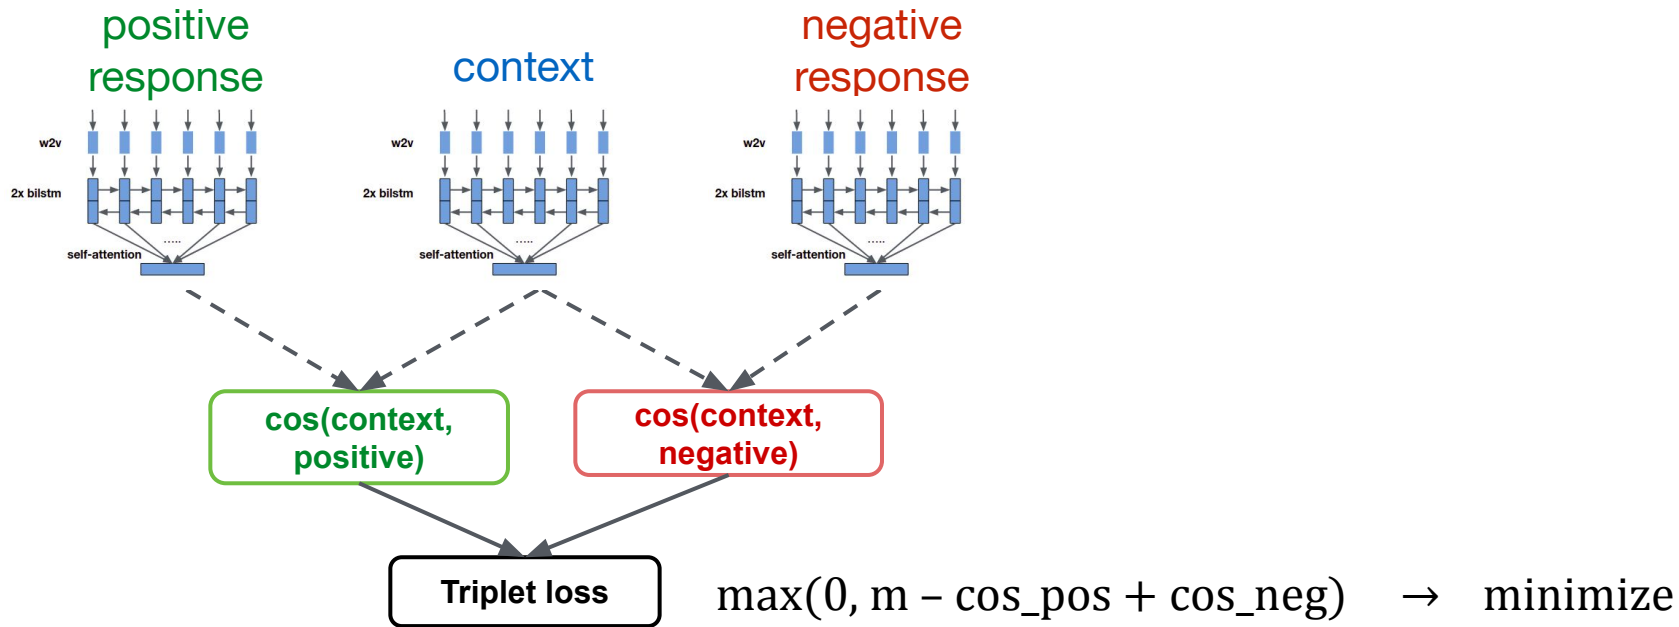 positive
response
context
negative
response
w2v
w2v
w2v
2x bilstm
2x bilstm
2x bilstm
.....
.....
.....
self-attention
self-attention
self-attention
cos(context,
positive)
cos(context,
negative)
Triplet loss
max(0, m – cos_pos + cos_neg) → minimize